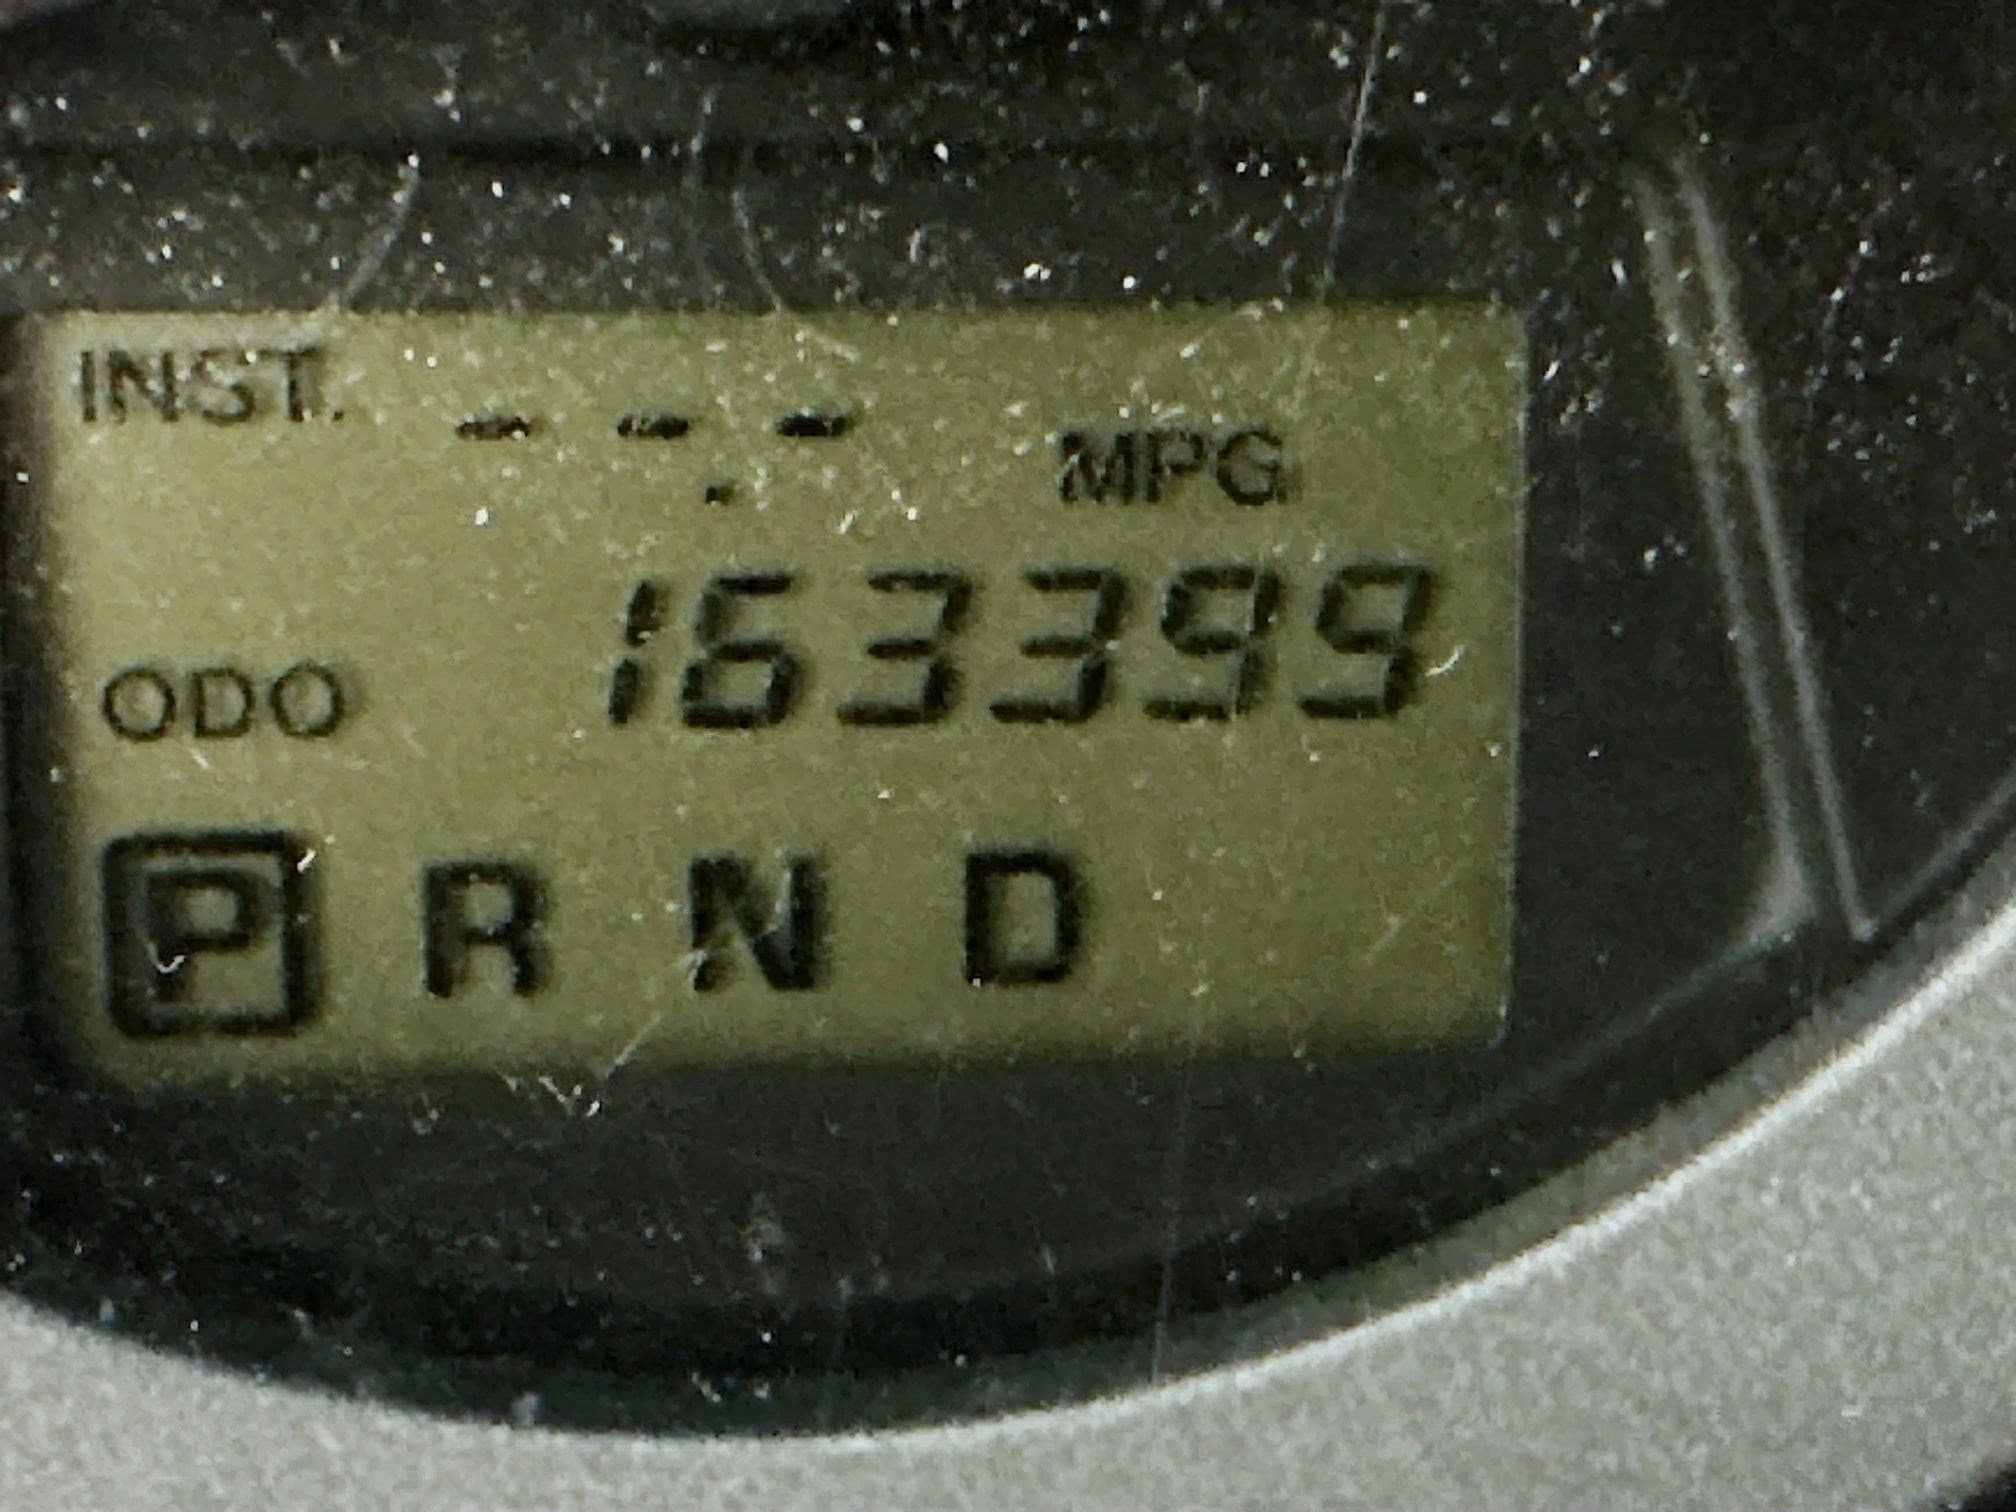 INST. --.- MPG
ODO 163399
P R N D